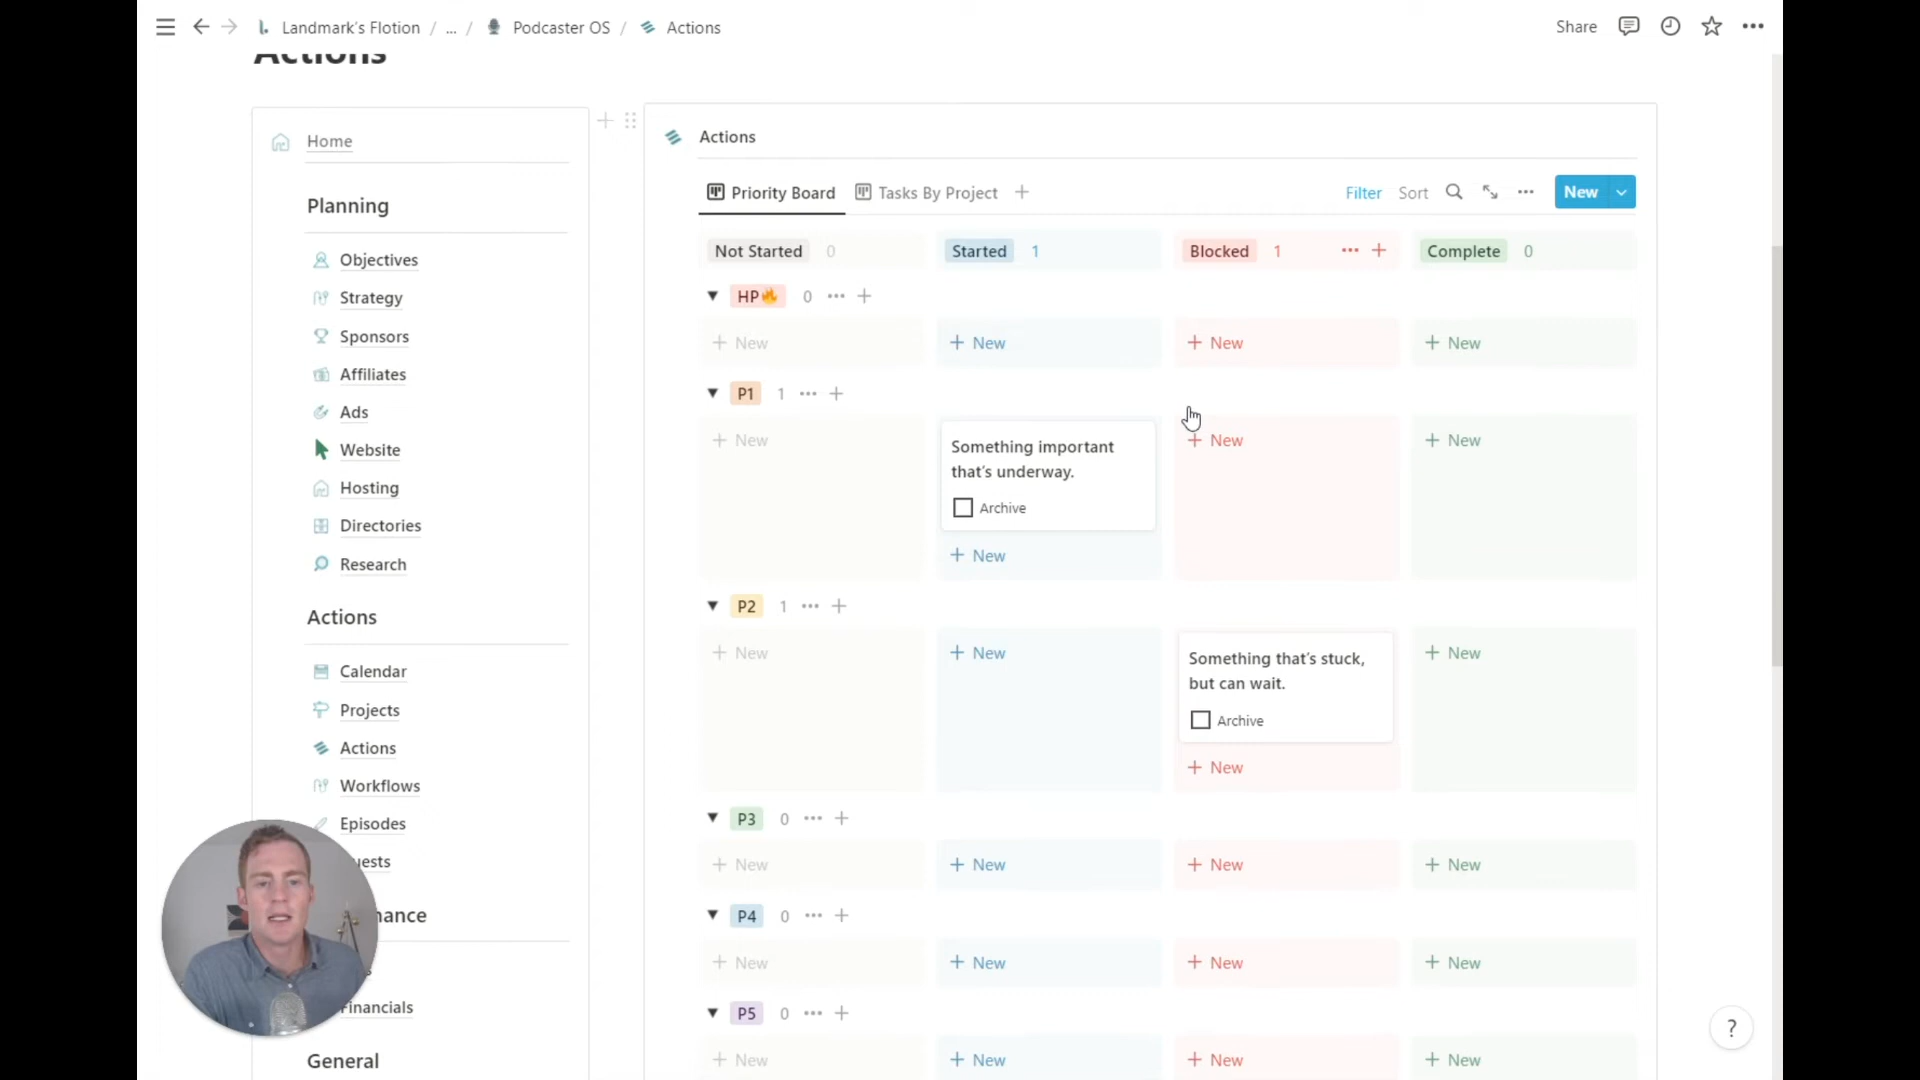 Landmark's Flotion / ... / Podcaster OS / Actions
Share
Actions
Home
Planning
Objectives
Strategy
Sponsors
Affiliates
Ads
Website
Hosting
Directories
Research
Actions
Calendar
Projects
Actions
Workflows
Episodes
uests
nance
Financials
General
Actions
Priority Board
Tasks By Project
Filter
Sort
New
Not Started 0
Started 1
Blocked 1
Complete 0
HP🔥 0
New
New
New
New
P1 1
New
Something important
that's underway.
Archive
New
New
New
P2 1
New
New
Something that's stuck,
but can wait.
Archive
New
New
P3 0
New
New
New
New
P4 0
New
New
New
New
P5 0
New
New
New
New
?